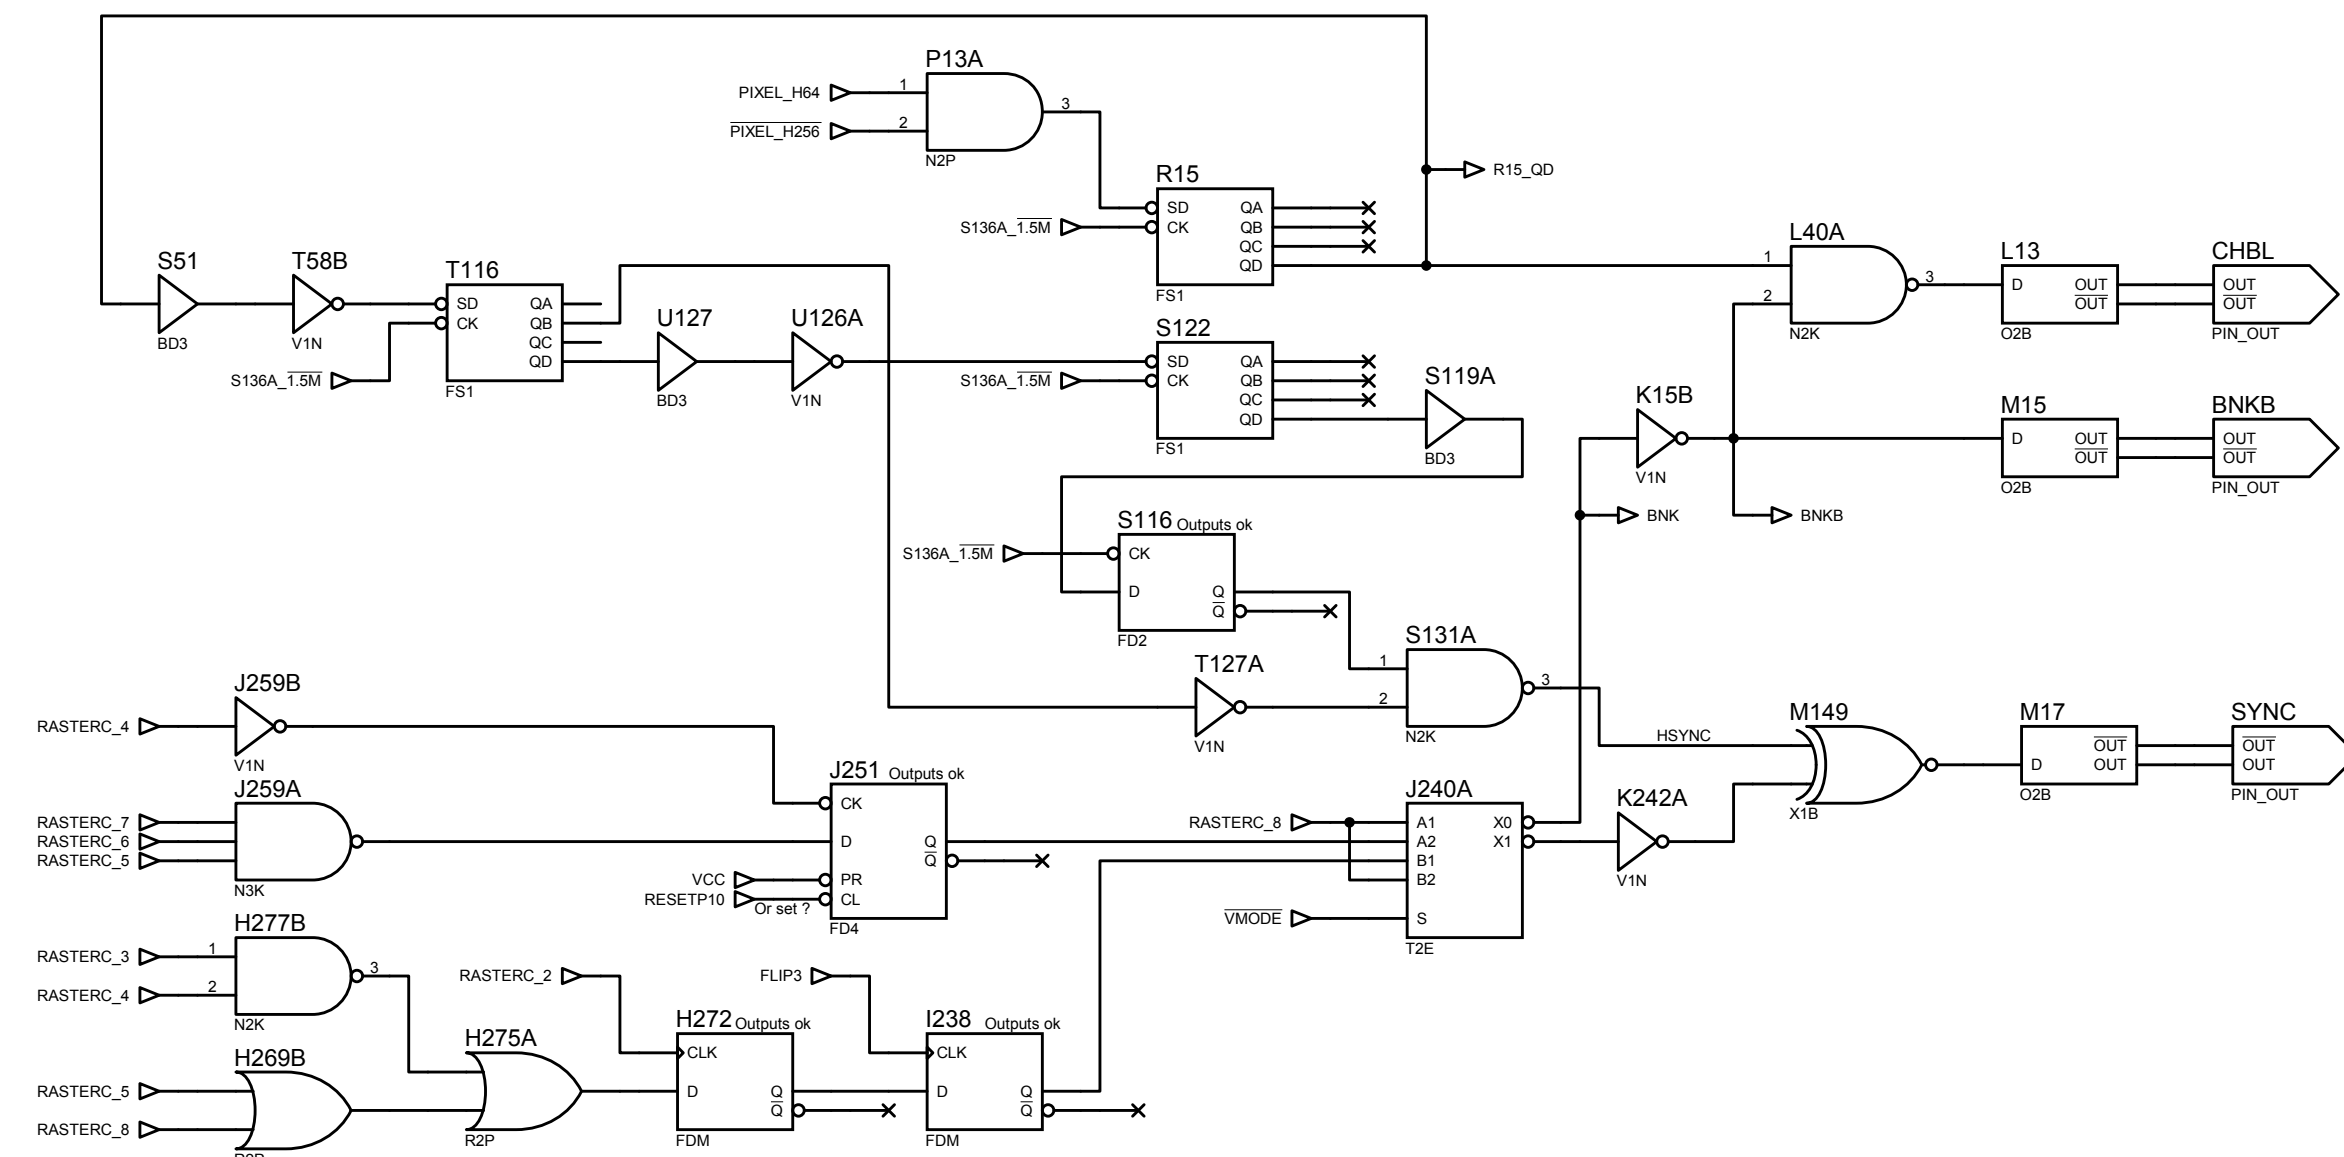 P13A
PIXEL_H64
1
PIXEL_H256
2
3
N2P
R15
SD QA
S136A_1.5M
CK QB
QC
QD
FS1
R15_QD
S51
BD3
T58B
V1N
T116
SD QA
CK QB
QC
QD
S136A_1.5M
FS1
U127
BD3
U126A
V1N
S122
SD QA
S136A_1.5M
CK QB
QC
QD
FS1
S119A
BD3
L40A
1
2
3
N2K
L13
D OUT
OUT
O2B
CHBL
OUT
OUT
PIN_OUT
K15B
V1N
M15
D OUT
OUT
O2B
BNKB
OUT
OUT
PIN_OUT
BNK
BNKB
S116 Outputs ok
S136A_1.5M
CK
D Q
Q
FD2
T127A
V1N
S131A
1
2
3
N2K
HSYNC
M149
X1B
M17
OUT
D OUT
O2B
SYNC
OUT
OUT
PIN_OUT
J259B
RASTERC_4
V1N
J259A
RASTERC_7
RASTERC_6
RASTERC_5
N3K
J251 Outputs ok
CK
D Q
Q
VCC
PR
RESETP10
Or set ?
CL
FD4
J240A
RASTERC_8
A1 X0
A2 X1
B1
B2
VMODE
S
T2E
K242A
V1N
H277B
RASTERC_3
1
RASTERC_4
2
3
N2K
H269B
RASTERC_5
RASTERC_8
H275A
R2P
RASTERC_2
H272 Outputs ok
CLK
D Q
Q
FDM
FLIP3
I238 Outputs ok
CLK
D Q
Q
FDM